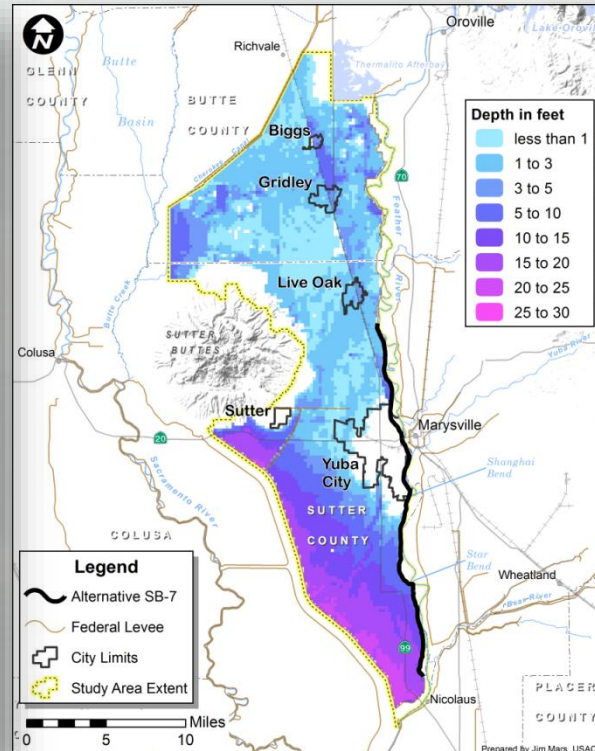 N
Oroville
Lake Oroville
Richvale
Thermalito Afterbay
GLENN
COUNTY
Butte
Basin
BUTTE
COUNTY
Cherokee Canal
Biggs
Gridley
70
Feather
River
Depth in feet
less than 1
1 to 3
3 to 5
5 to 10
10 to 15
15 to 20
20 to 25
25 to 30
Live Oak
Butte Creek
SUTTER
BUTTES
Colusa
Yuba River
Sutter
20
Marysville
Sacramento River
Yuba
City
Shanghai
Bend
SUTTER
COUNTY
COLUSA
Star
Bend
Wheatland
Bear River
99
Nicolaus
PLACER
COUNTY
Legend
Alternative SB-7
Federal Levee
City Limits
Study Area Extent
Miles
0 5 10
Prepared by Jim Mars, USAC